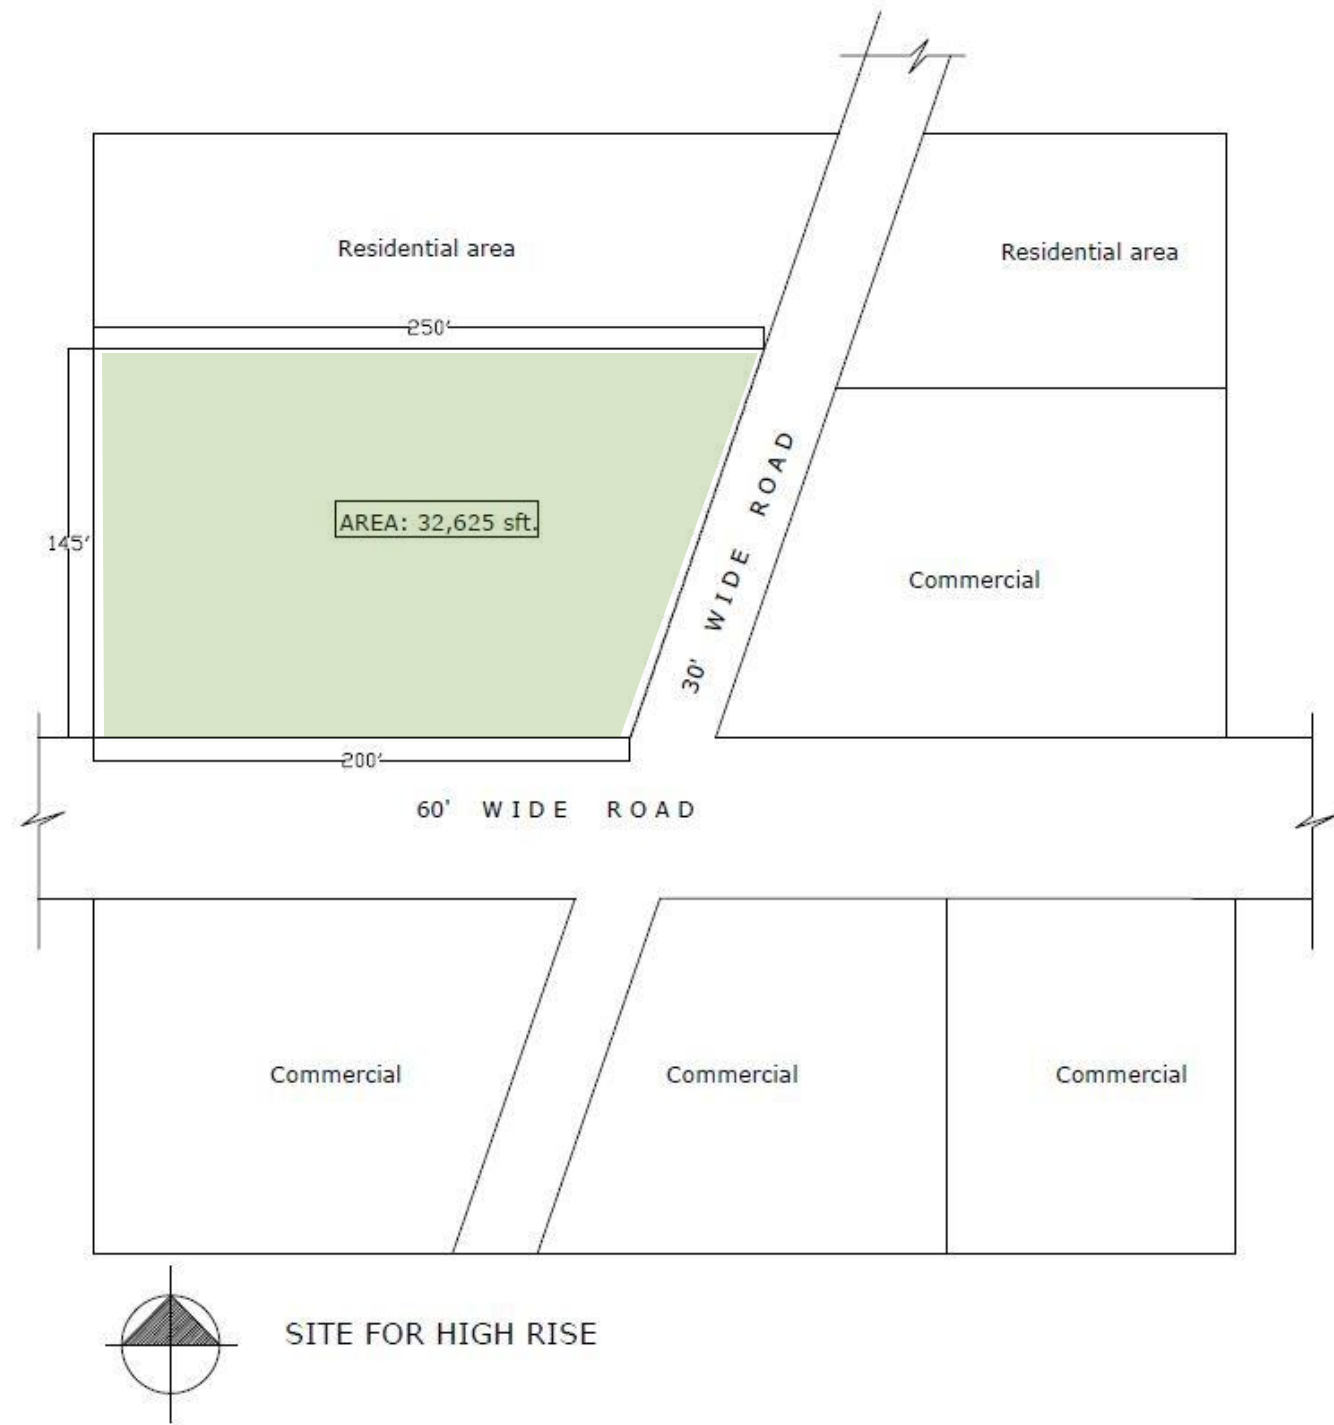 Residential area
Residential area
250'
AREA: 32,625 sft.
145'
30' WIDE ROAD
Commercial
200'
60' WIDE ROAD
Commercial
Commercial
Commercial
SITE FOR HIGH RISE